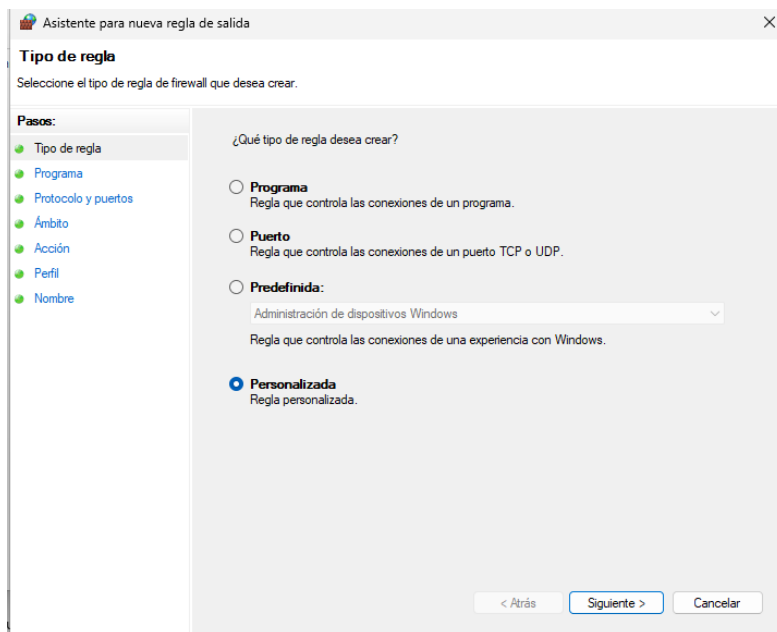 Asistente para nueva regla de salida
Tipo de regla
Seleccione el tipo de regla de firewall que desea crear.
Pasos:
Tipo de regla
Programa
Protocolo y puertos
Ámbito
Acción
Perfil
Nombre
¿Qué tipo de regla desea crear?
Programa
Regla que controla las conexiones de un programa.
Puerto
Regla que controla las conexiones de un puerto TCP o UDP.
Predefinida:
Administración de dispositivos Windows
Regla que controla las conexiones de una experiencia con Windows.
Personalizada
Regla personalizada.
< Atrás
Siguiente >
Cancelar